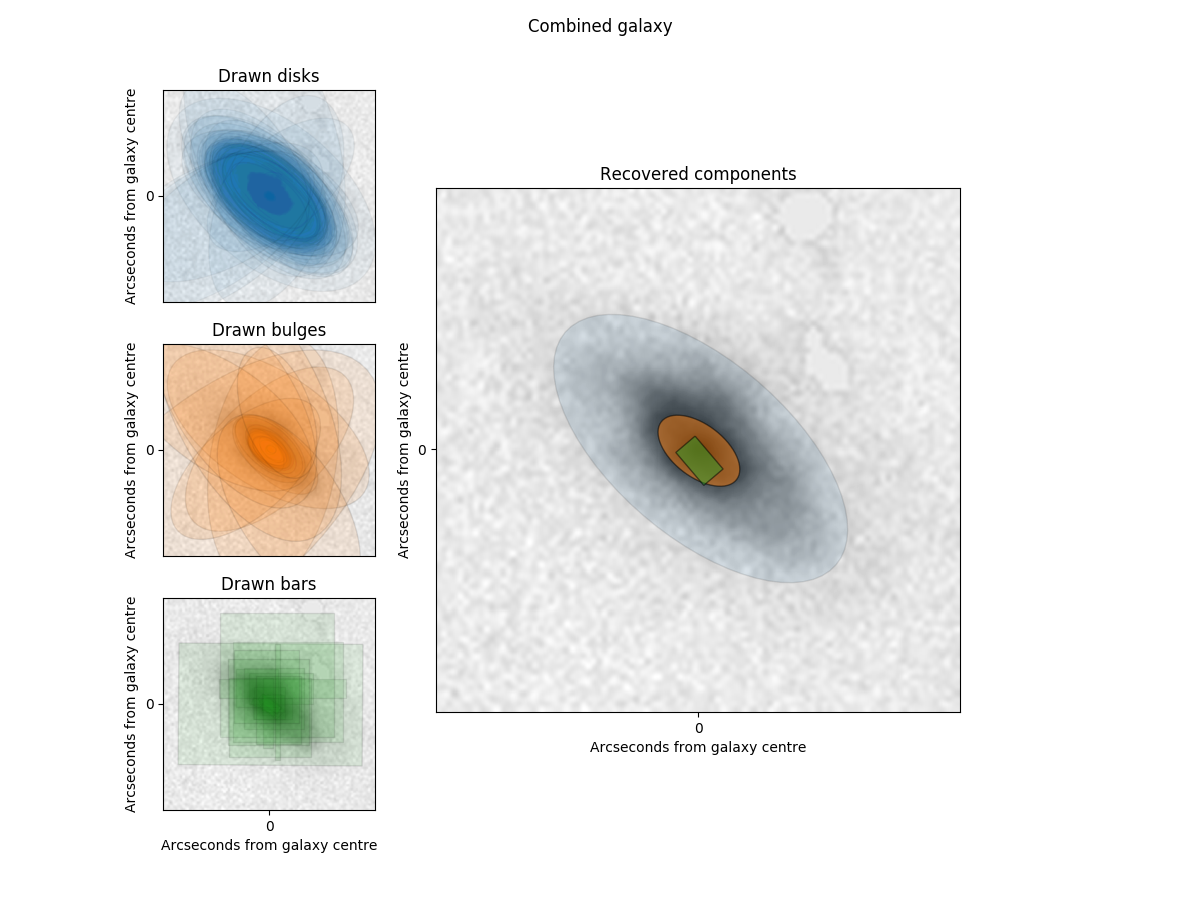 Combined galaxy
Drawn disks
Arcseconds from galaxy centre
0
Drawn bulges
Arcseconds from galaxy centre
0
Drawn bars
Arcseconds from galaxy centre
0
0
Arcseconds from galaxy centre
Recovered components
Arcseconds from galaxy centre
0
0
Arcseconds from galaxy centre